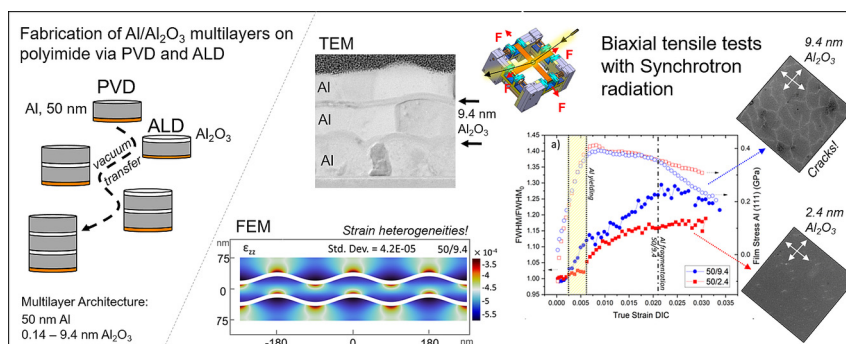 Fabrication of Al/Al₂O₃ multilayers on
polyimide via PVD and ALD
PVD
Al, 50 nm
ALD
Al₂O₃
vacuum
transfer
Multilayer Architecture:
50 nm Al
0.14 – 9.4 nm Al₂O₃
TEM
Al
Al
Al
9.4 nm
Al₂O₃
FEM
Strain heterogeneities!
nm
εzz
Std. Dev. = 4.2E-05
50/9.4
× 10⁻⁴
75
0
75
-180
0
180
nm
-3.5
-4
-4.5
-5
-5.5
F
F
F
F
Biaxial tensile tests
with Synchrotron
radiation
a)
FWHM/FWHM₀
1.40
1.35
1.30
1.25
1.20
1.15
1.10
1.05
1.00
0.95
Al yielding
Al fragmentation
50/9.4
50/9.4
50/2.4
0.4
0.2
0.0
Film Stress Al (111) (GPa)
0.000
0.005
0.010
0.015
0.020
0.025
0.030
0.035
True Strain DIC
9.4 nm
Al₂O₃
Cracks!
2.4 nm
Al₂O₃